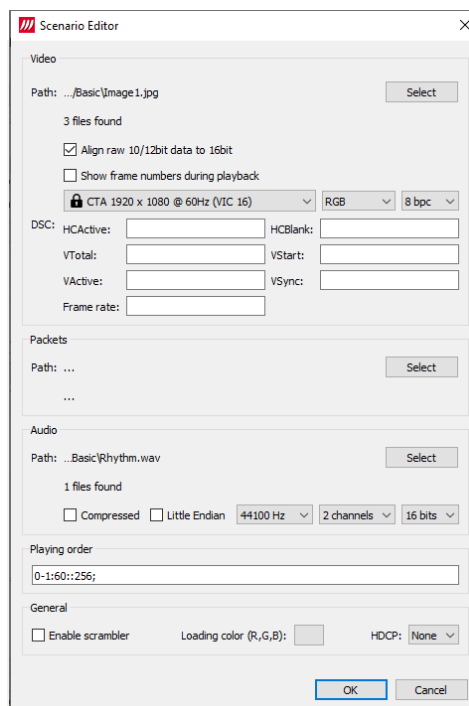 Scenario Editor
Video
Path: .../Basic\Image1.jpg Select
3 files found
Align raw 10/12bit data to 16bit
Show frame numbers during playback
CTA 1920 x 1080 @ 60Hz (VIC 16) RGB 8 bpc
DSC: HCActive: HCBlank:
VTotal: VStart:
VActive: VSync:
Frame rate:
Packets
Path: ... Select
...
Audio
Path: ...Basic\Rhythm.wav Select
1 files found
Compressed Little Endian 44100 Hz 2 channels 16 bits
Playing order
0-1:60::256;
General
Enable scrambler Loading color (R,G,B): HDCP: None
OK Cancel